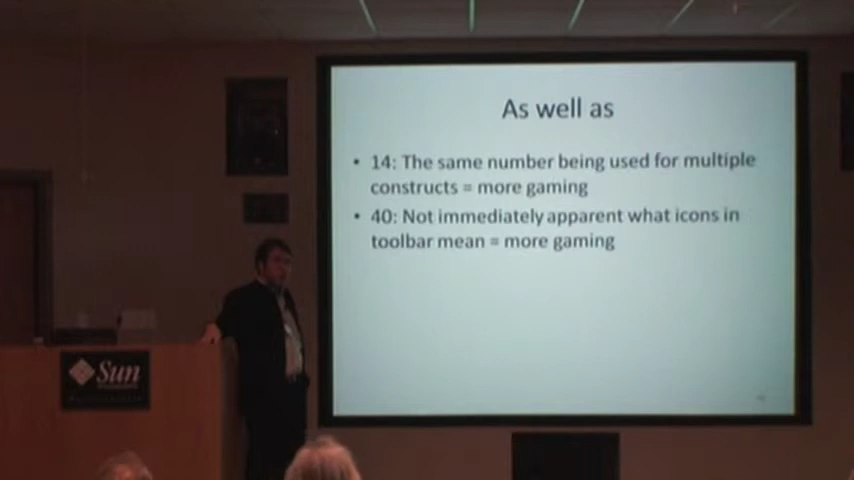 As well as
• 14: The same number being used for multiple
constructs = more gaming
• 40: Not immediately apparent what icons in
toolbar mean = more gaming
Sun